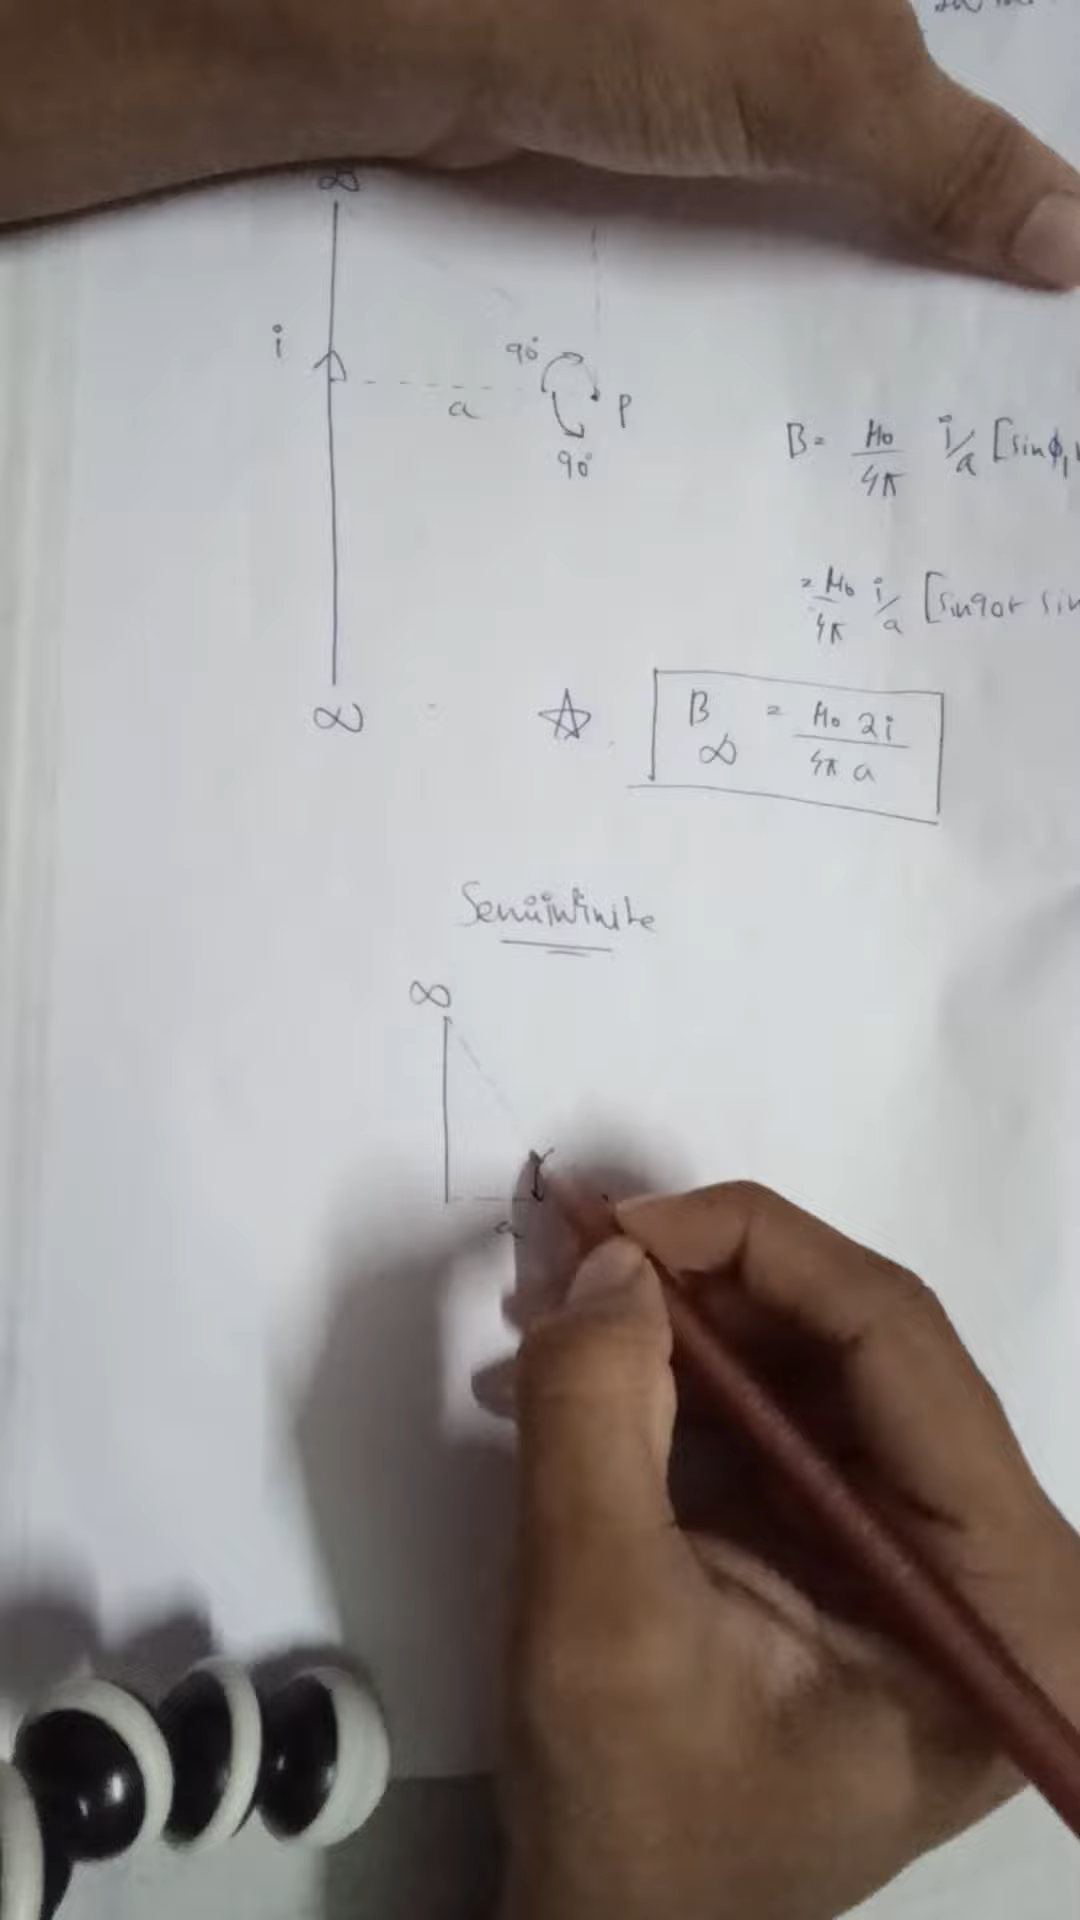 ∞
i
90°
a
P
90°
B = μ0/4π i/a [sinϕ1
= μ0/4π i/a [sin90+ sin
∞
B∞ = μ0 2i/4π a
Semiinfinite
∞
a